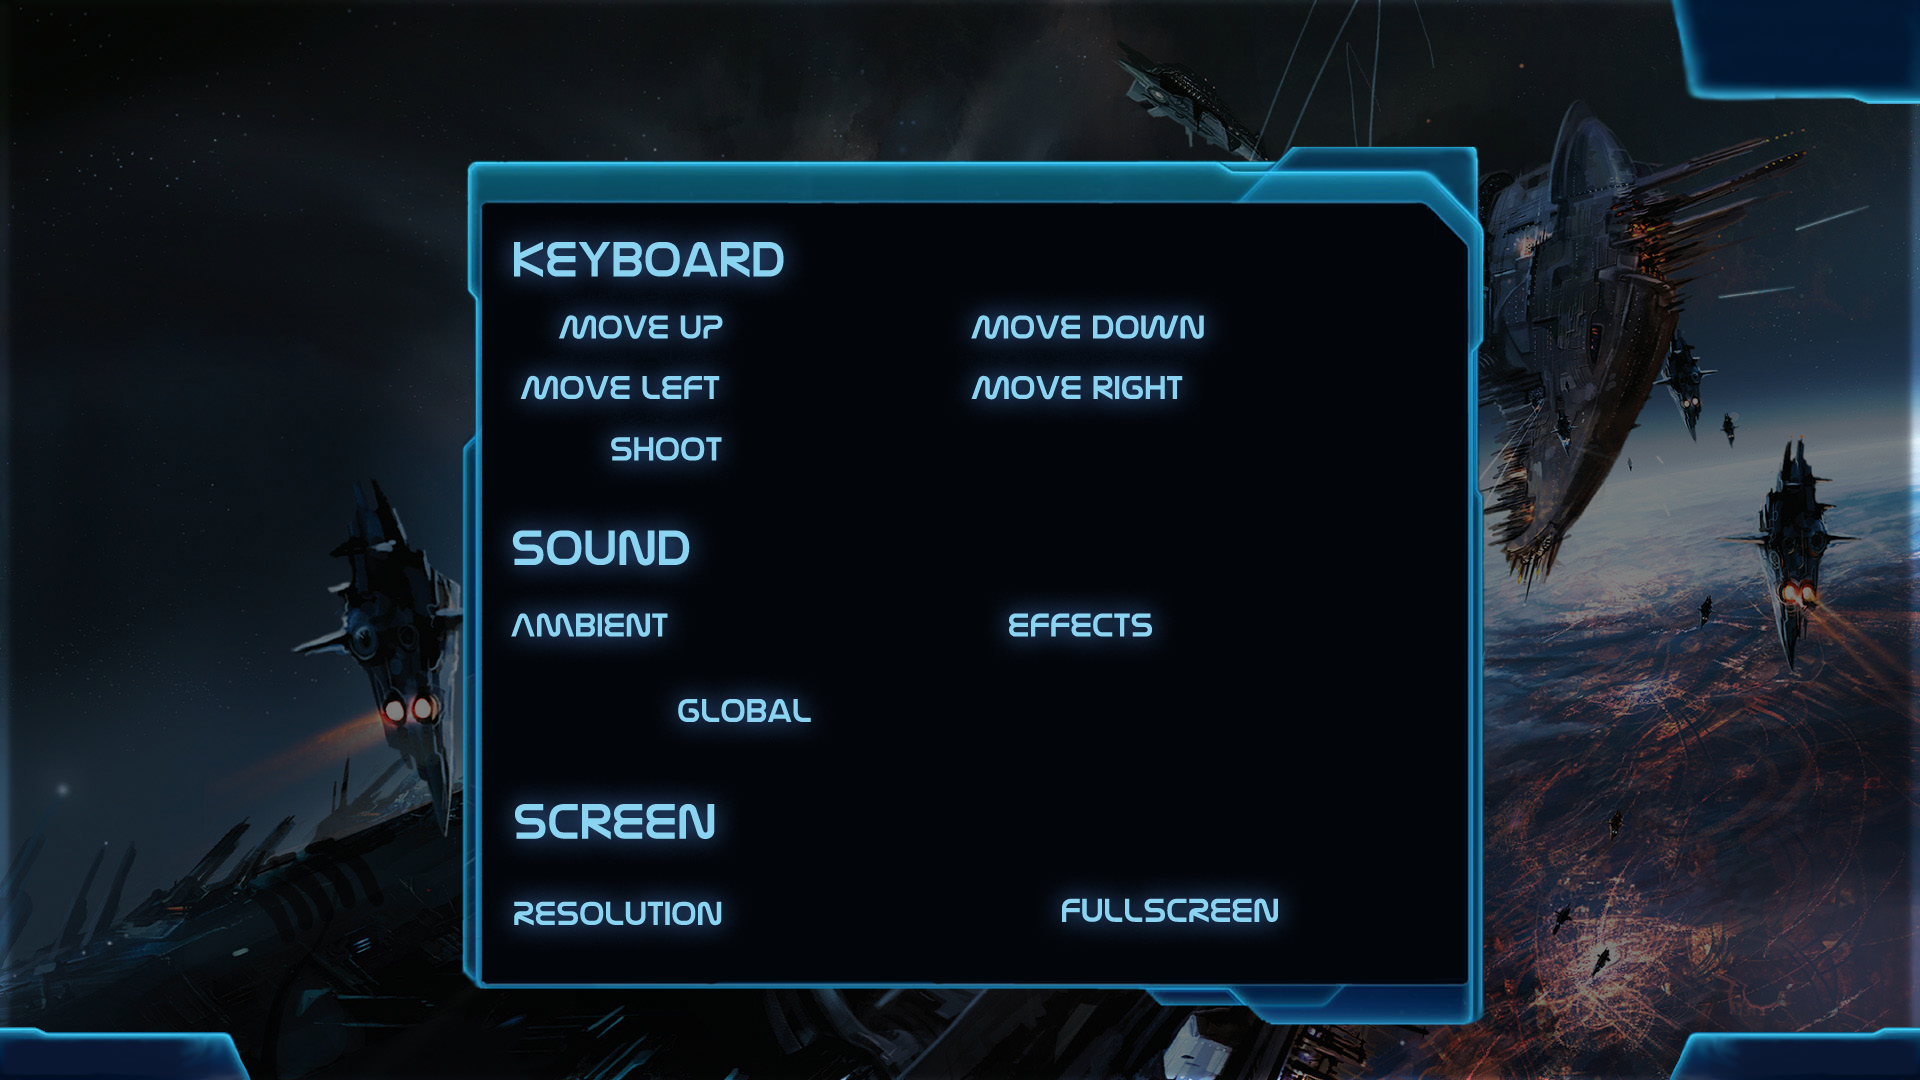 KEYBOARD
MOVE UP MOVE DOWN
MOVE LEFT MOVE RIGHT
SHOOT
SOUND
AMBIENT EFFECTS
GLOBAL
SCREEN
RESOLUTION FULLSCREEN